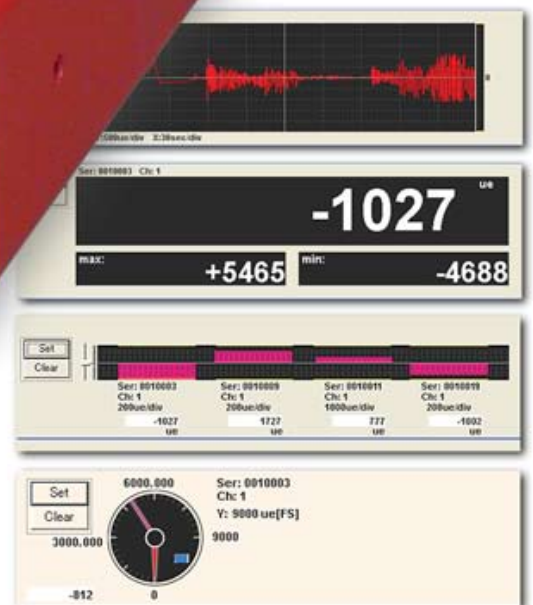 500ue/div X:30sec/div
0
Ser: 0010003 Ch: 1
-1027 ue
max: +5465 min: -4688
Set
Clear
Ser: 0010003 Ser: 0010009 Ser: 0010011 Ser: 0010019
Ch: 1 Ch: 1 Ch: 1 Ch: 1
200ue/div 200ue/div 1000ue/div 200ue/div
-1027 1727 777 -1002
ue ue ue ue
Set 6000.000 Ser: 0010003
Ch: 1
Clear Y: 9000 ue[FS]
3000.000 9000
-812 0